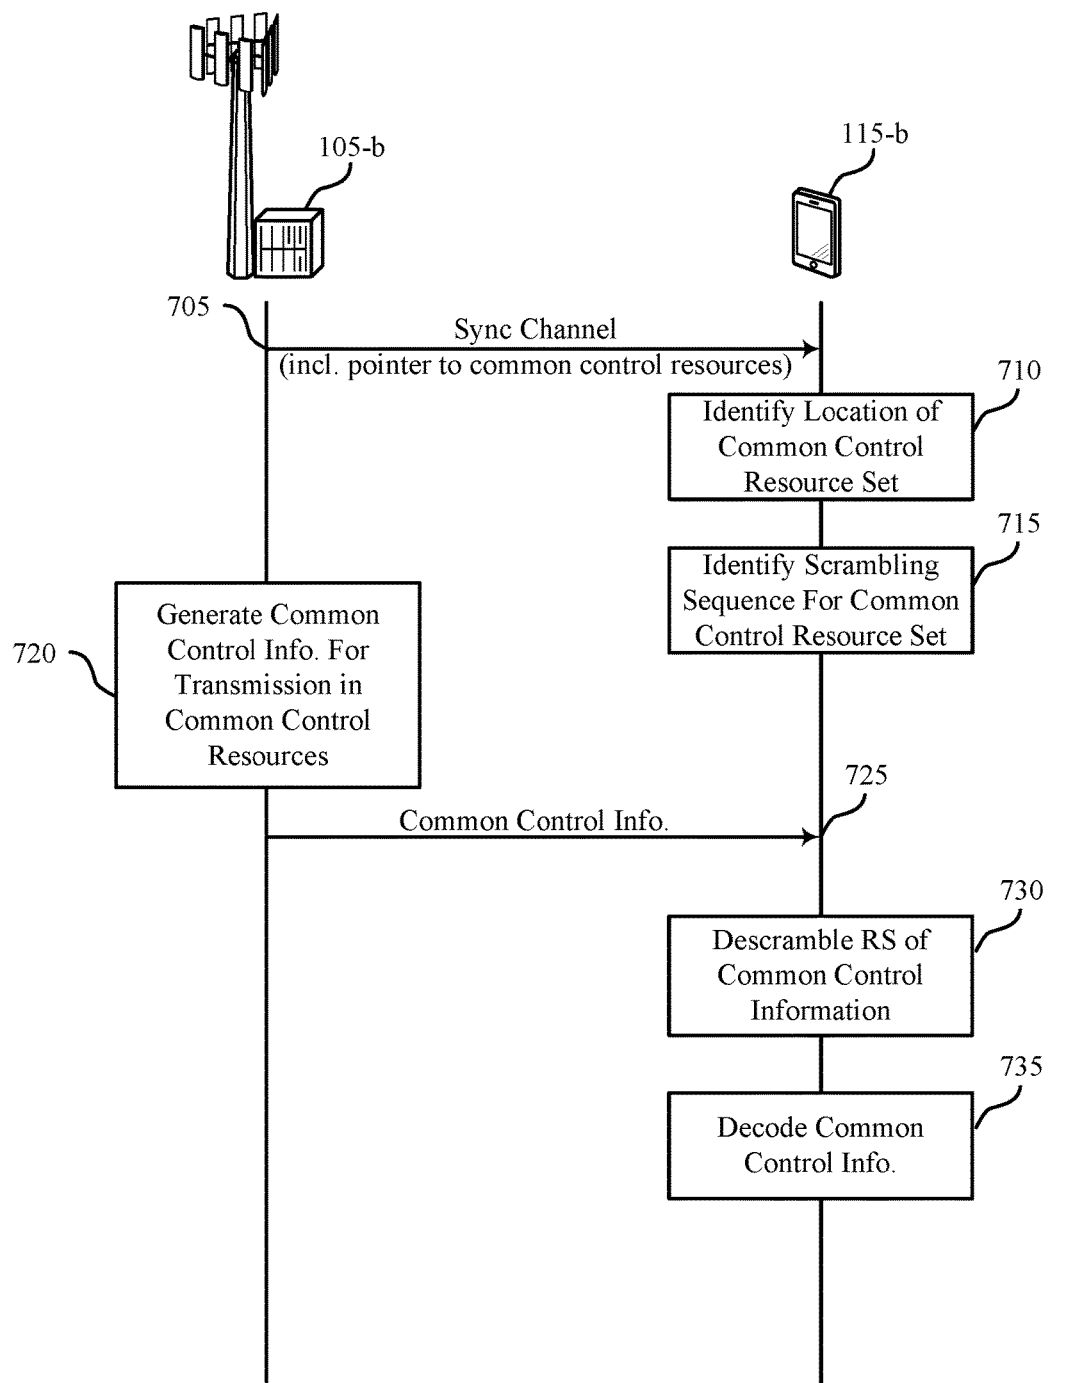 105-b
115-b
705
Sync Channel
(incl. pointer to common control resources)
710
Identify Location of
Common Control
Resource Set
715
Identify Scrambling
Sequence For Common
Control Resource Set
720
Generate Common
Control Info. For
Transmission in
Common Control
Resources
725
Common Control Info.
730
Descramble RS of
Common Control
Information
735
Decode Common
Control Info.